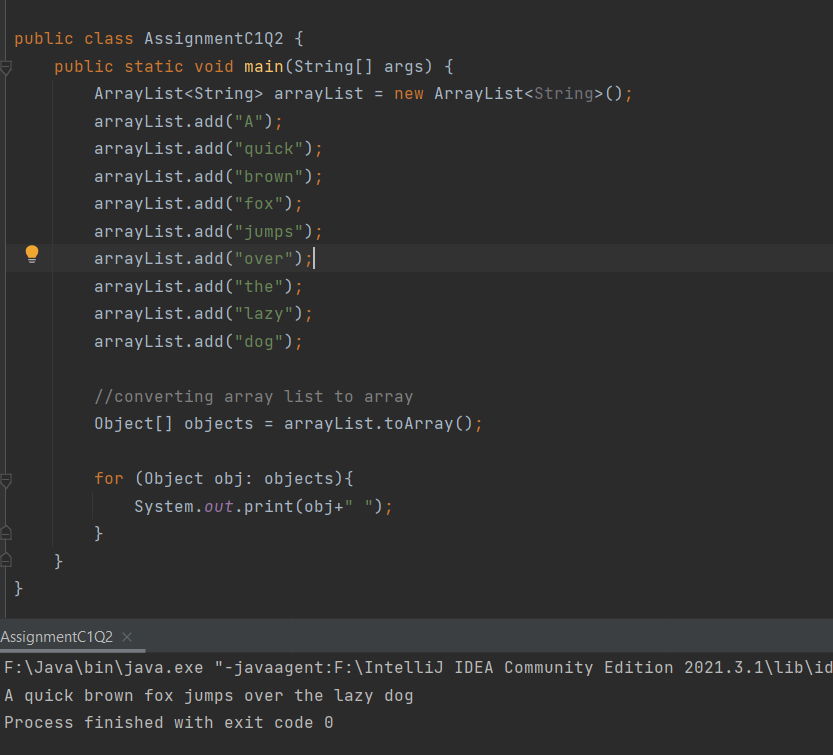 public class AssignmentC1Q2 {
    public static void main(String[] args) {
        ArrayList<String> arrayList = new ArrayList<String>();
        arrayList.add("A");
        arrayList.add("quick");
        arrayList.add("brown");
        arrayList.add("fox");
        arrayList.add("jumps");
        arrayList.add("over");
        arrayList.add("the");
        arrayList.add("lazy");
        arrayList.add("dog");
        //converting array list to array
        Object[] objects = arrayList.toArray();
        for (Object obj: objects){
            System.out.print(obj+" ");
        }
    }
}
AssignmentC1Q2
F:\Java\bin\java.exe "-javaagent:F:\IntelliJ IDEA Community Edition 2021.3.1\lib\id
A quick brown fox jumps over the lazy dog
Process finished with exit code 0